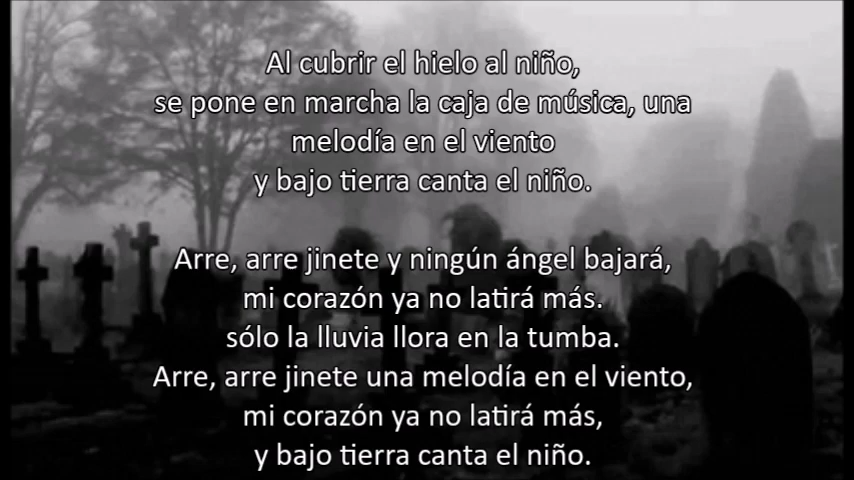 Al cubrir el hielo al niño,
se pone en marcha la caja de música, una
melodía en el viento
y bajo tierra canta el niño.
Arre, arre jinete y ningún ángel bajará,
mi corazón ya no latirá más.
sólo la lluvia llora en la tumba.
Arre, arre jinete una melodía en el viento,
mi corazón ya no latirá más,
y bajo tierra canta el niño.